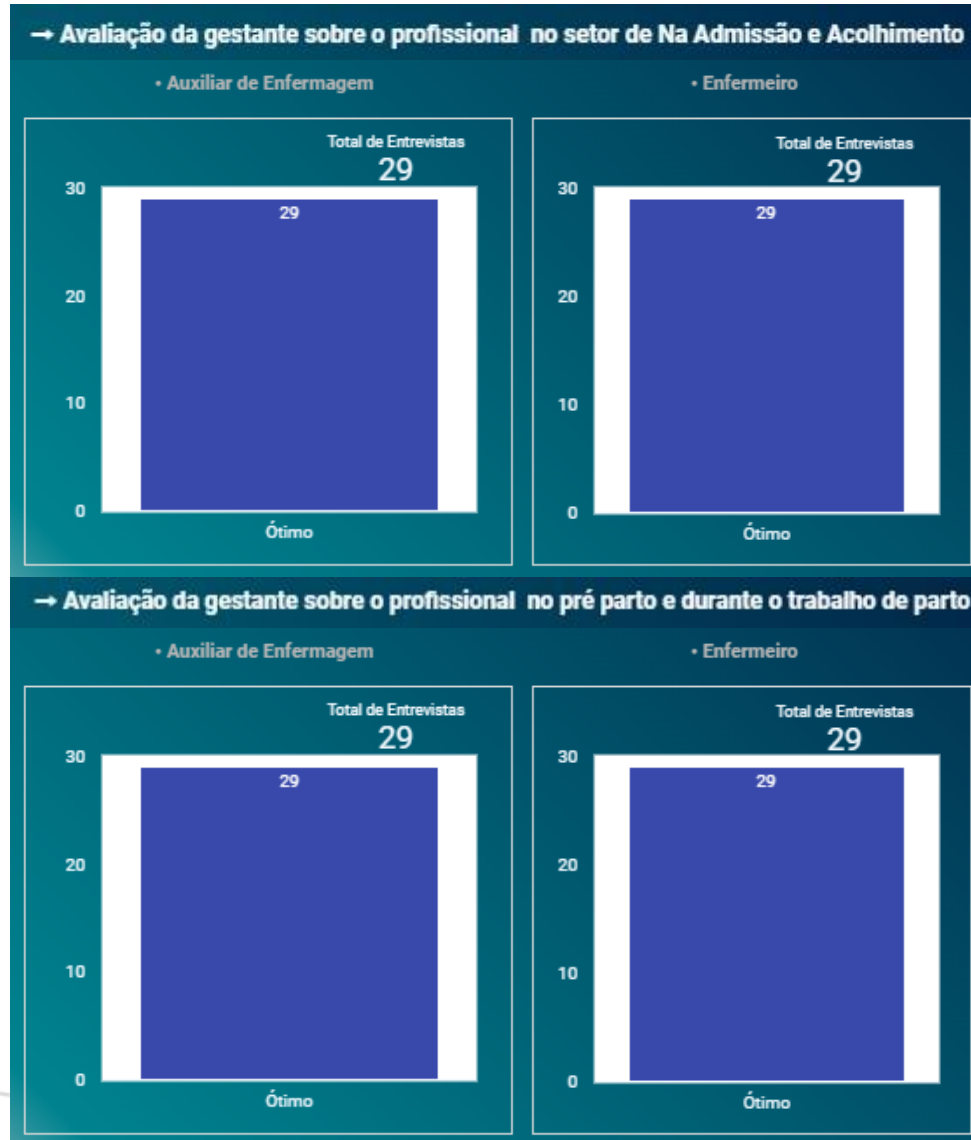 → Avaliação da gestante sobre o profissional no setor de Na Admissão e Acolhimento
• Auxiliar de Enfermagem
Total de Entrevistas
29
30
29
20
10
0
Ótimo
• Enfermeiro
Total de Entrevistas
29
30
29
20
10
0
Ótimo
→ Avaliação da gestante sobre o profissional no pré parto e durante o trabalho de parto
• Auxiliar de Enfermagem
Total de Entrevistas
29
30
29
20
10
0
Ótimo
• Enfermeiro
Total de Entrevistas
29
30
29
20
10
0
Ótimo